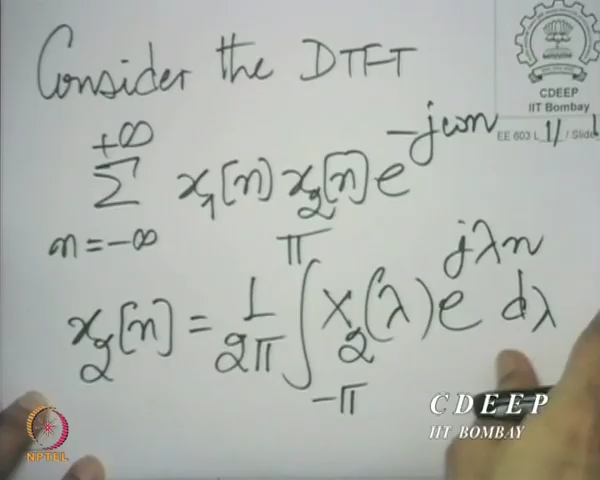 Consider the DTFT
+∞
Σ x₁[n] x₂[n] e^{-jωn}
n = -∞
x₂[n] = 1/2π ∫_{-π}^{π} X₂(λ) e^{jλn} dλ
CDEEP
IIT Bombay
EE 603 L 1 / Slide
CDEEP
IIT BOMBAY
NPTEL